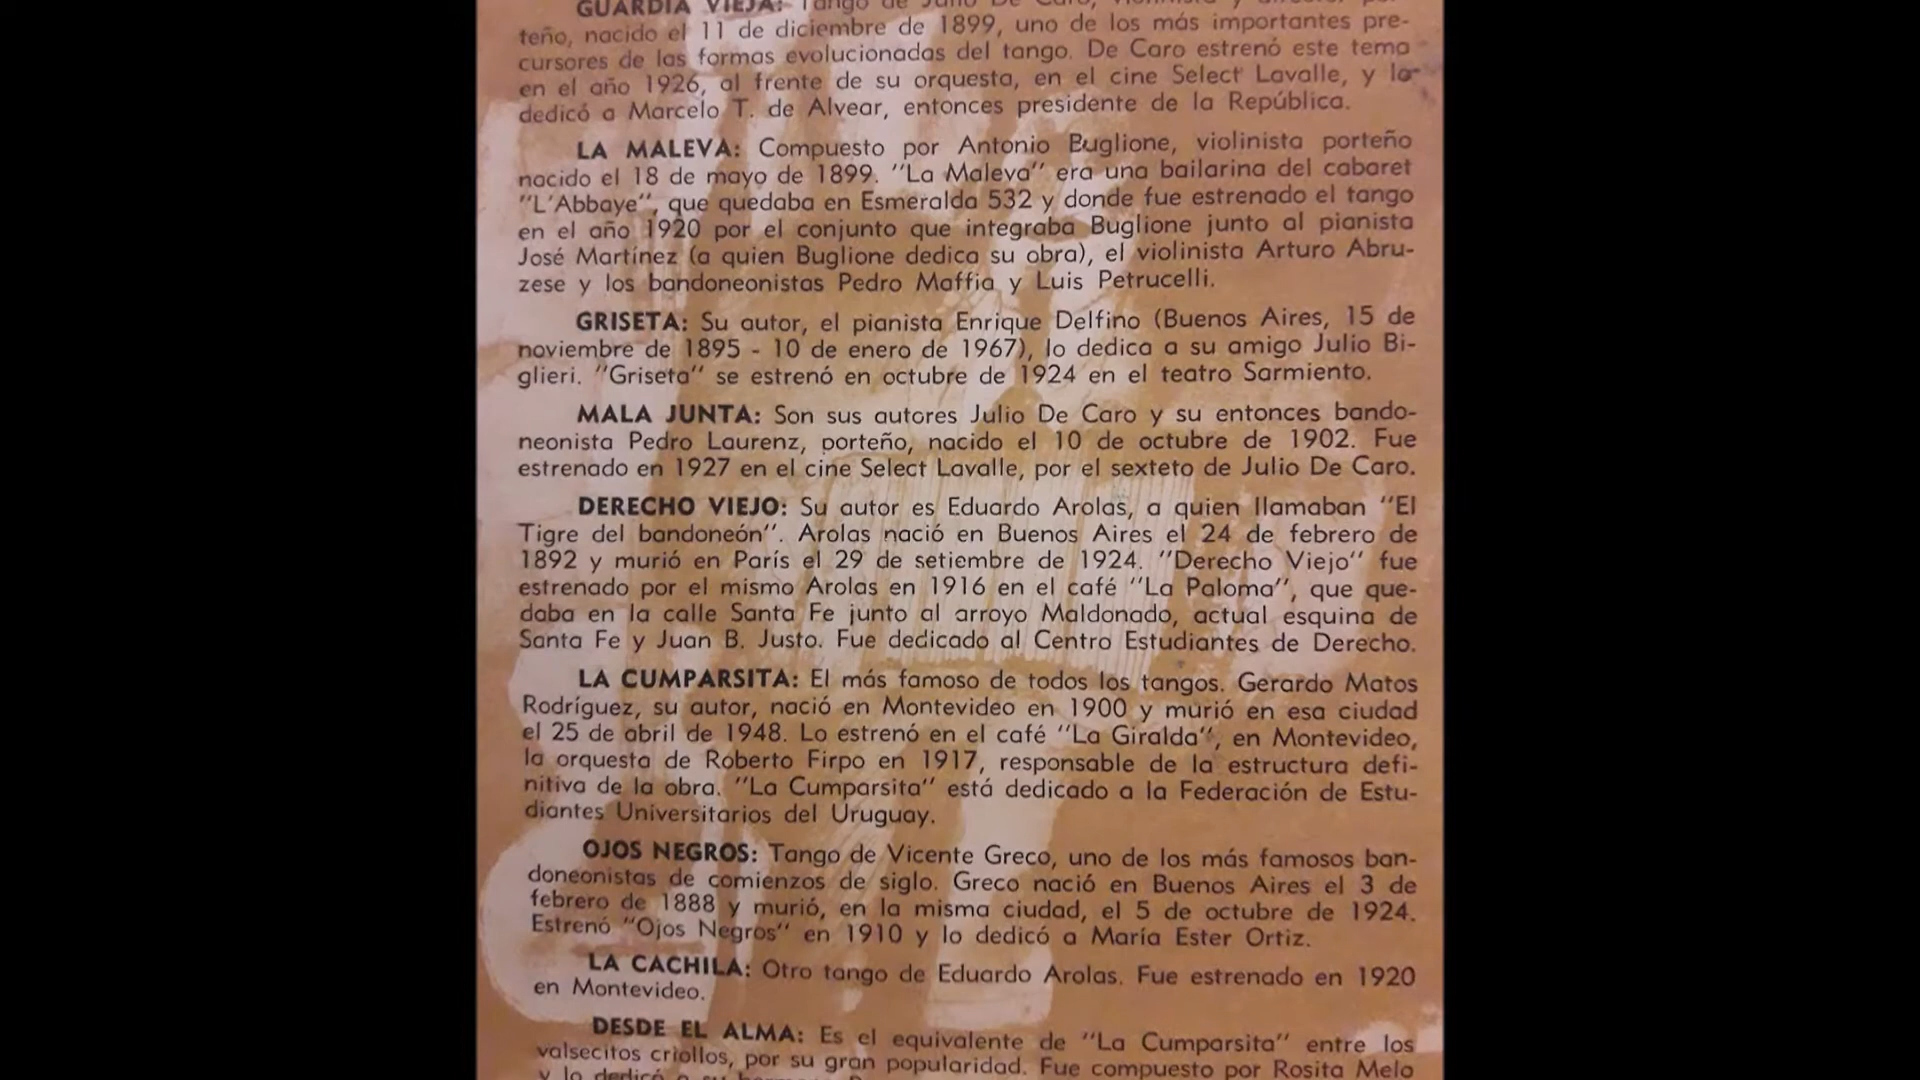 GUARDIA VIEJA: Tango de Julio De Caro, violinista y director por-
teño, nacido el 11 de diciembre de 1899, uno de los más importantes pre-
cursores de las formas evolucionadas del tango. De Caro estrenó este tema
en el año 1926, al frente de su orquesta, en el cine Select Lavalle, y lo
dedicó a Marcelo T. de Alvear, entonces presidente de la República.
LA MALEVA: Compuesto por Antonio Buglione, violinista porteño
nacido el 18 de mayo de 1899. "La Maleva" era una bailarina del cabaret
"L'Abbaye", que quedaba en Esmeralda 532 y donde fue estrenado el tango
en el año 1920 por el conjunto que integraba Buglione junto al pianista
José Martínez (a quien Buglione dedica su obra), el violinista Arturo Abru-
zese y los bandoneonistas Pedro Maffia y Luis Petrucelli.
GRISETA: Su autor, el pianista Enrique Delfino (Buenos Aires, 15 de
noviembre de 1895 - 10 de enero de 1967), lo dedica a su amigo Julio Bi-
glieri. "Griseta" se estrenó en octubre de 1924 en el teatro Sarmiento.
MALA JUNTA: Son sus autores Julio De Caro y su entonces bando-
neonista Pedro Laurenz, porteño, nacido el 10 de octubre de 1902. Fue
estrenado en 1927 en el cine Select Lavalle, por el sexteto de Julio De Caro.
DERECHO VIEJO: Su autor es Eduardo Arolas, a quien llamaban "El
Tigre del bandoneón". Arolas nació en Buenos Aires el 24 de febrero de
1892 y murió en París el 29 de setiembre de 1924. "Derecho Viejo" fue
estrenado por el mismo Arolas en 1916 en el café "La Paloma", que que-
daba en la calle Santa Fe junto al arroyo Maldonado, actual esquina de
Santa Fe y Juan B. Justo. Fue dedicado al Centro Estudiantes de Derecho.
LA CUMPARSITA: El más famoso de todos los tangos. Gerardo Matos
Rodríguez, su autor, nació en Montevideo en 1900 y murió en esa ciudad
el 25 de abril de 1948. Lo estrenó en el café "La Giralda", en Montevideo,
la orquesta de Roberto Firpo en 1917, responsable de la estructura defi-
nitiva de la obra. "La Cumparsita" está dedicado a la Federación de Estu-
diantes Universitarios del Uruguay.
OJOS NEGROS: Tango de Vicente Greco, uno de los más famosos ban-
doneonistas de comienzos de siglo. Greco nació en Buenos Aires el 3 de
febrero de 1888 y murió, en la misma ciudad, el 5 de octubre de 1924.
Estrenó "Ojos Negros" en 1910 y lo dedicó a María Ester Ortiz.
LA CACHILA: Otro tango de Eduardo Arolas. Fue estrenado en 1920
en Montevideo.
DESDE EL ALMA: Es el equivalente de "La Cumparsita" entre los
valsecitos criollos, por su gran popularidad. Fue compuesto por Rosita Melo
y lo dedicó a su